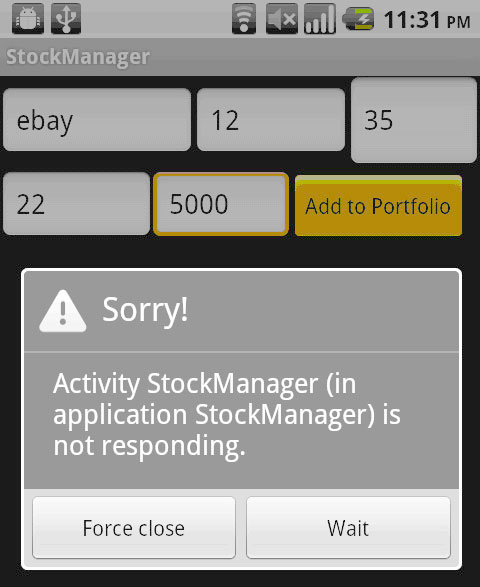 11:31 PM
StockManager
ebay 12 35
22 5000 Add to Portfolio
Sorry!
Activity StockManager (in
application StockManager) is
not responding.
Force close Wait